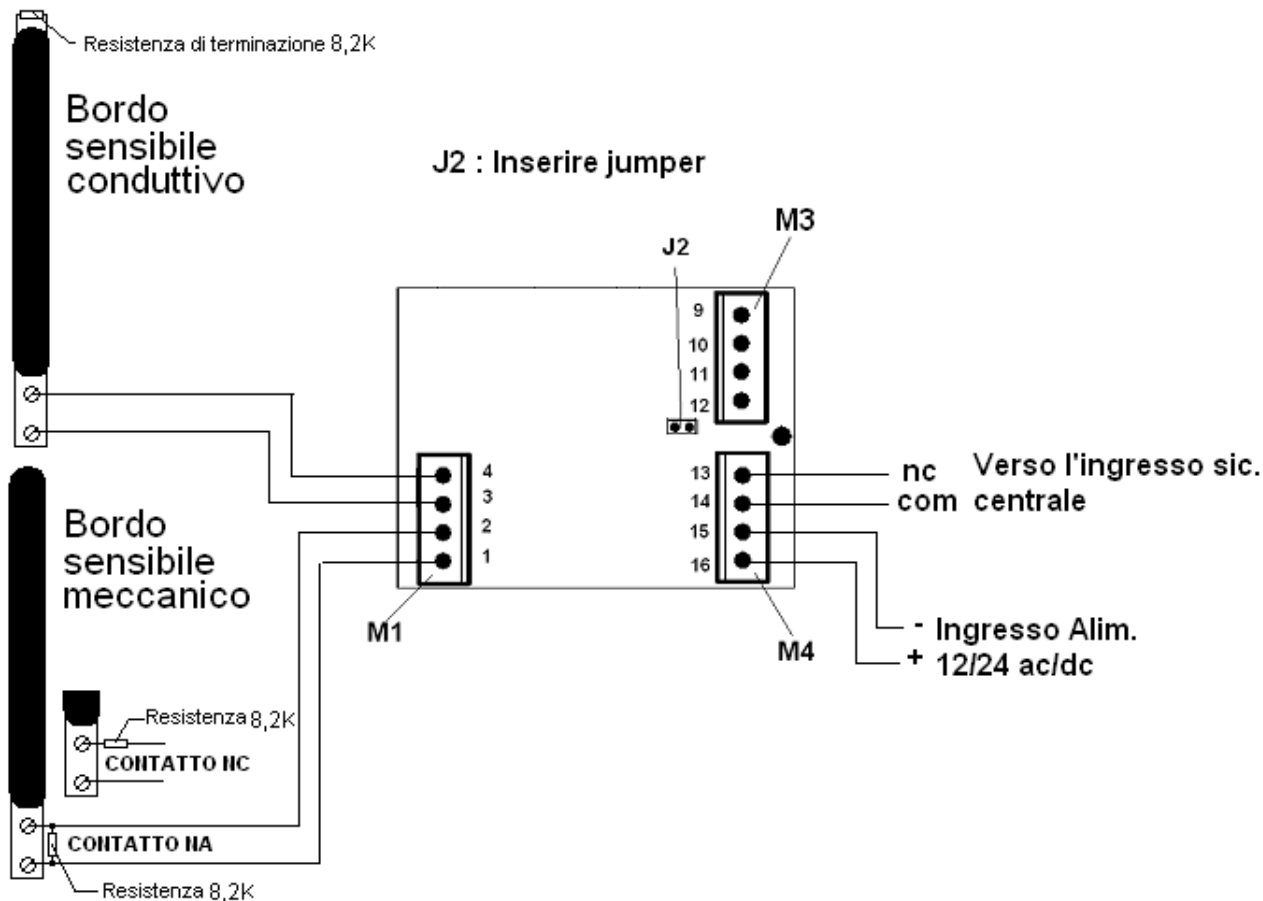 Resistenza di terminazione 8,2K
Bordo
sensibile
conduttivo
J2 : Inserire jumper
M3
J2
9
10
11
12
4
3
2
1
13
14
15
16
nc
com
Verso l'ingresso sic.
centrale
Bordo
sensibile
meccanico
M1
M4
- Ingresso Alim.
+ 12/24 ac/dc
Resistenza 8,2K
CONTATTO NC
CONTATTO NA
Resistenza 8,2K